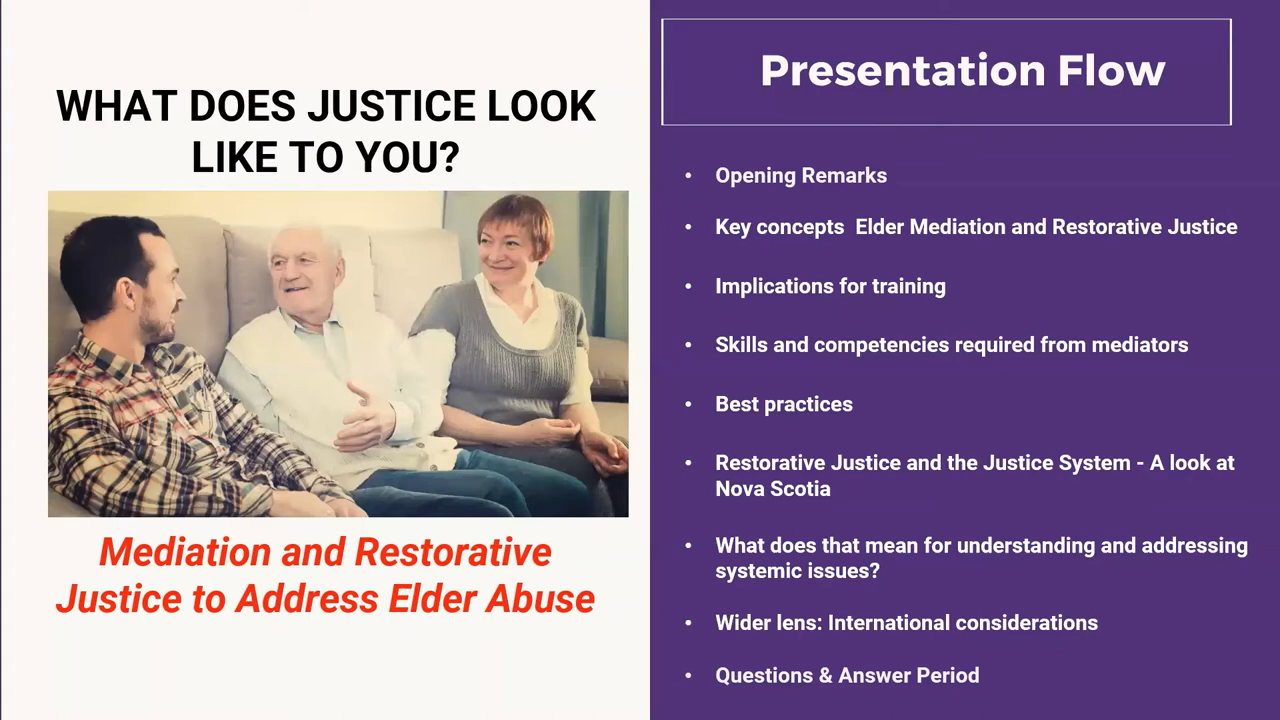 WHAT DOES JUSTICE LOOK
LIKE TO YOU?
Mediation and Restorative
Justice to Address Elder Abuse
Presentation Flow
• Opening Remarks
• Key concepts  Elder Mediation and Restorative Justice
• Implications for training
• Skills and competencies required from mediators
• Best practices
• Restorative Justice and the Justice System - A look at
Nova Scotia
• What does that mean for understanding and addressing
systemic issues?
• Wider lens: International considerations
• Questions & Answer Period